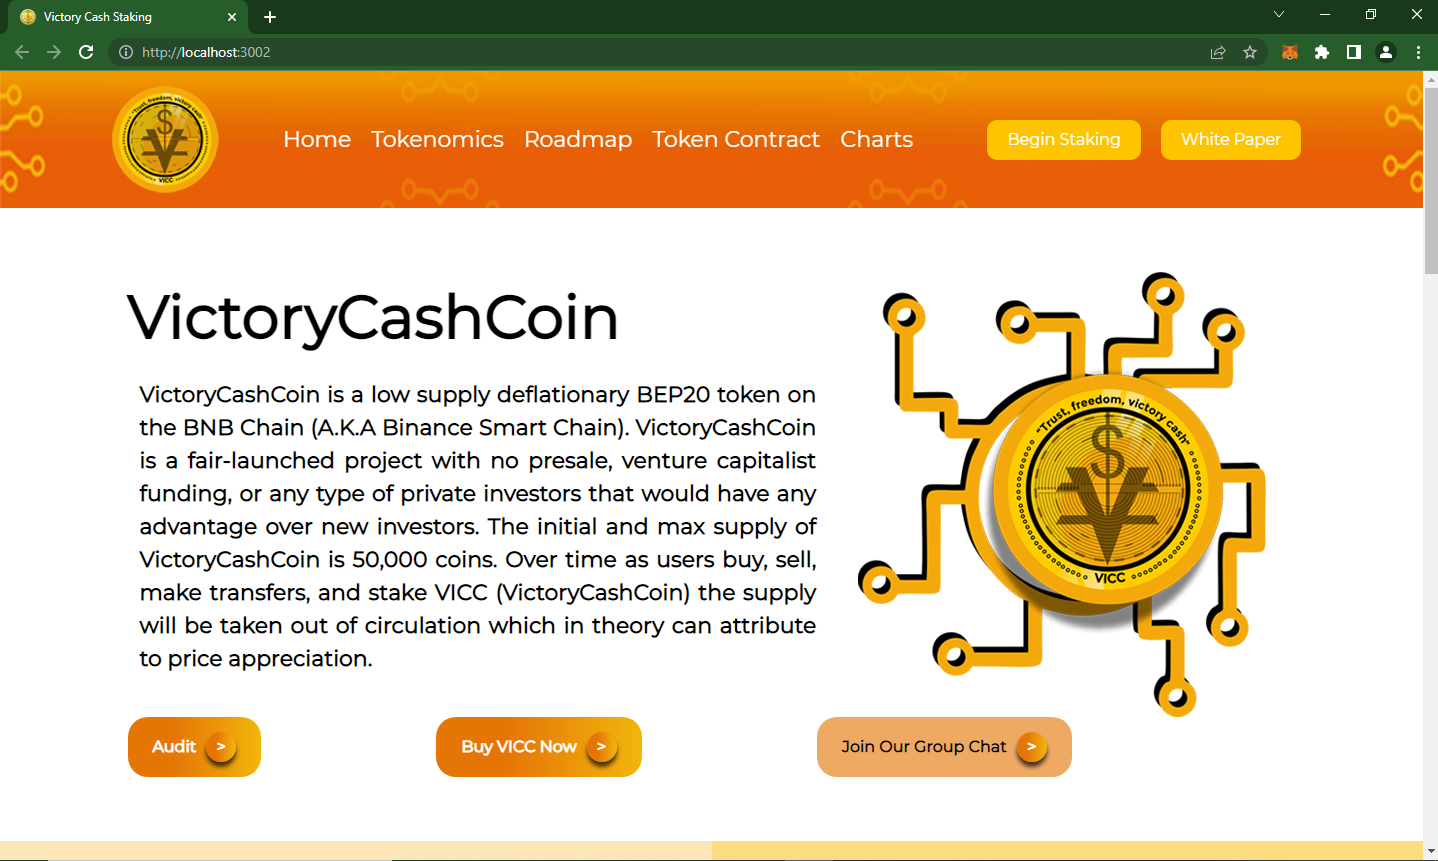 Victory Cash Staking
http://localhost:3002
"Trust, freedom, victory cash"
$
VICC
Home Tokenomics Roadmap Token Contract Charts
Begin Staking
White Paper
VictoryCashCoin
VictoryCashCoin is a low supply deflationary BEP20 token on
the BNB Chain (A.K.A Binance Smart Chain). VictoryCashCoin
is a fair-launched project with no presale, venture capitalist
funding, or any type of private investors that would have any
advantage over new investors. The initial and max supply of
VictoryCashCoin is 50,000 coins. Over time as users buy, sell,
make transfers, and stake VICC (VictoryCashCoin) the supply
will be taken out of circulation which in theory can attribute
to price appreciation.
"Trust, freedom, victory cash"
$
VICC
Audit >
Buy VICC Now >
Join Our Group Chat >